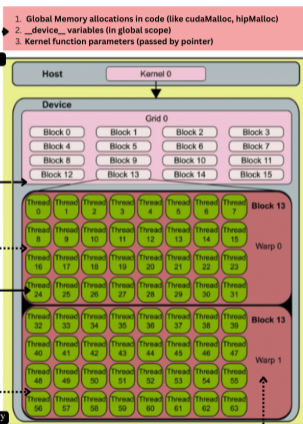 1. Global Memory allocations in code (like cudaMalloc, hipMalloc)
2. __device__ variables (in global scope)
3. Kernel function parameters (passed by pointer)
Host
Kernel 0
Device
Grid 0
Block 0 Block 1 Block 2 Block 3
Block 4 Block 5 Block 6 Block 7
Block 8 Block 9 Block 10 Block 11
Block 12 Block 13 Block 14 Block 15
Thread Thread Thread Thread Thread Thread Thread Thread Block 13
0 1 2 3 4 5 6 7
Thread Thread Thread Thread Thread Thread Thread Thread
8 9 10 11 12 13 14 15
Warp 0
Thread Thread Thread Thread Thread Thread Thread Thread
16 17 18 19 20 21 22 23
Thread Thread Thread Thread Thread Thread Thread Thread
24 25 26 27 28 29 30 31
Thread Thread Thread Thread Thread Thread Thread Thread Block 13
32 33 34 35 36 37 38 39
Thread Thread Thread Thread Thread Thread Thread Thread
40 41 42 43 44 45 46 47
Warp 1
Thread Thread Thread Thread Thread Thread Thread Thread
48 49 50 51 52 53 54 55
Thread Thread Thread Thread Thread Thread Thread Thread
56 57 58 59 60 61 62 63
y